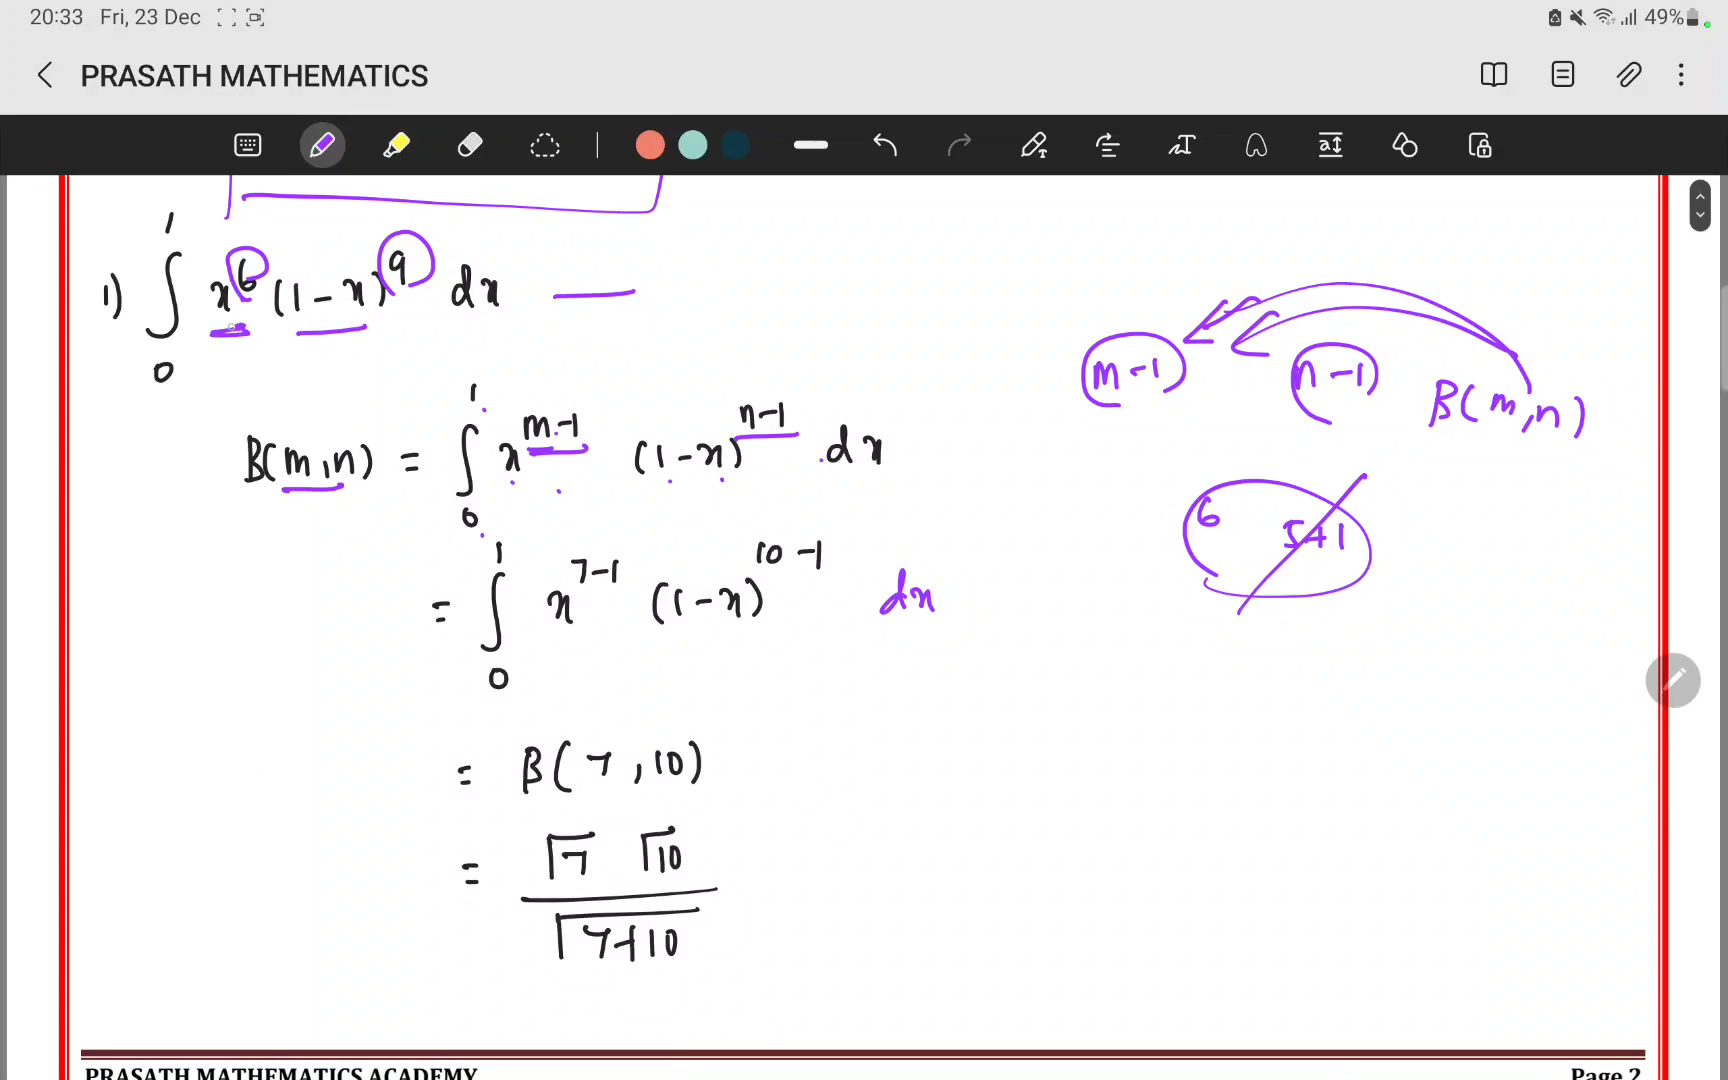 20:33 Fri, 23 Dec 49%
PRASATH MATHEMATICS
1) ∫₀¹ x⁶ (1-x)⁹ dx
m-1 n-1 B(m,n)
B(m,n) = ∫₀¹ x^(m-1) (1-x)^(n-1) dx
6 5+1
= ∫₀¹ x^(7-1) (1-x)^(10-1) dx
= B(7,10)
= Γ7 Γ10
Γ7+10
PRASATH MATHEMATICS ACADEMY Page 2